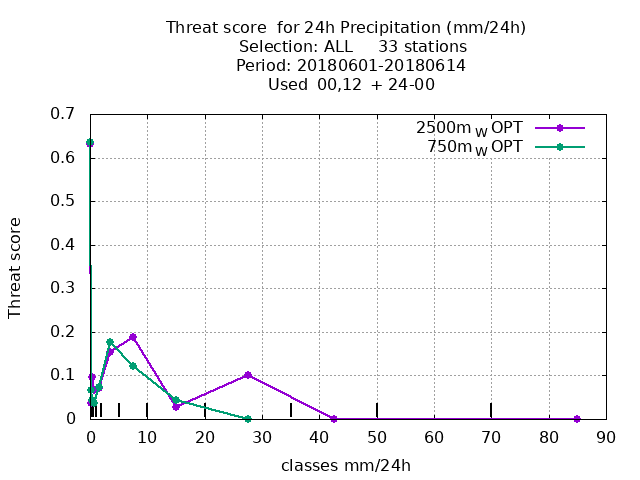 Threat score  for 24h Precipitation (mm/24h)
Selection: ALL     33 stations
Period: 20180601-20180614
Used  00,12  + 24-00
2500m_W OPT
750m_W OPT
0.7
0.6
0.5
0.4
0.3
0.2
0.1
0
Threat score
0 10 20 30 40 50 60 70 80 90
classes mm/24h